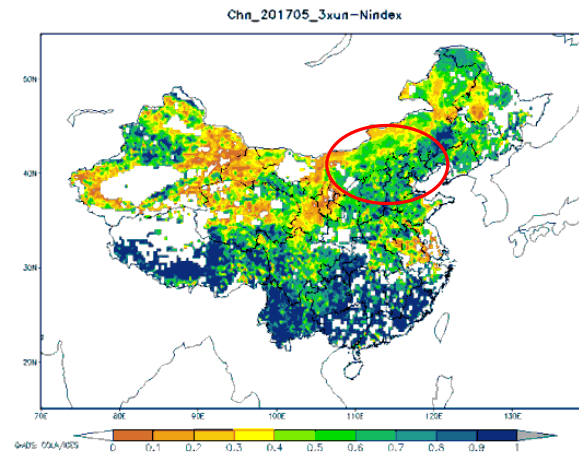 Chn_201705_3xun-Nindex
50N
40N
30N
20N
70E 80E 90E 100E 110E 120E 130E
GrADS: COLA/IGES
0 0.1 0.2 0.3 0.4 0.5 0.6 0.7 0.8 0.9 1